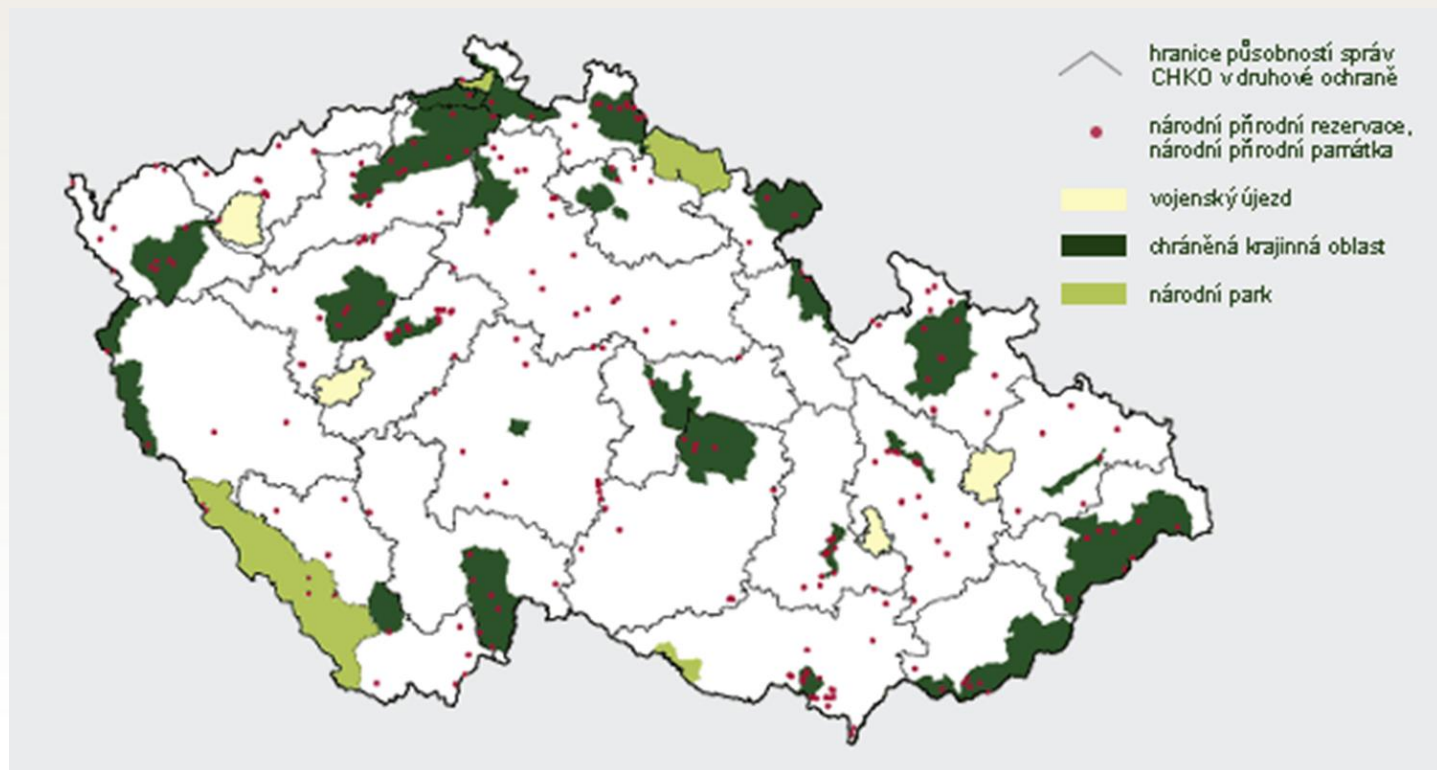 hranice působností správ
CHKO v druhové ochraně
národní přírodní rezervace,
národní přírodní památka
vojenský újezd
chráněná krajinná oblast
národní park